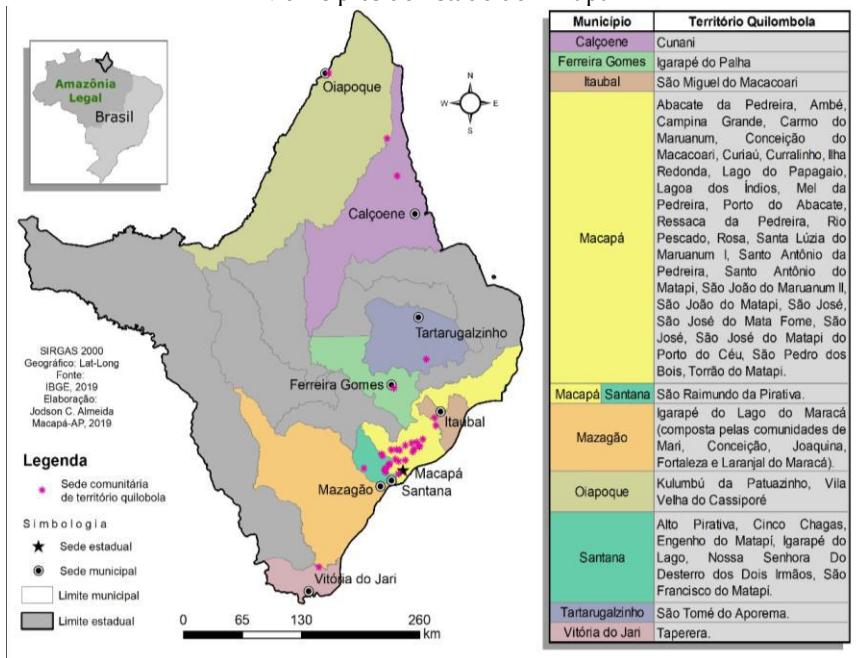 Amazônia
Legal
Brasil
N
W
E
S
Oiapoque
Calçoene
Tartarugalzinho
Ferreira Gomes
Itaubal
Macapá
Santana
Mazagão
Vitória do Jari
SIRGAS 2000
Geográfico: Lat-Long
Fonte:
IBGE, 2019
Elaboração:
Jodson C. Almeida
Macapá-AP, 2019
Legenda
Sede comunitária
de território quilobola
Simbologia
Sede estadual
Sede municipal
Limite municipal
Limite estadual
0 65 130 260
km
Município Território Quilombola
Calçoene Cunani
Ferreira Gomes Igarapé do Palha
Itaubal São Miguel do Macacoari
Macapá
Abacate da Pedreira, Ambé,
Campina Grande, Carmo do
Maruanum, Conceição do
Macacoari, Curiaú, Curralinho, Ilha
Redonda, Lago do Papagaio,
Lagoa dos Índios, Mel da
Pedreira, Porto do Abacate,
Ressaca da Pedreira, Rio
Pescado, Rosa, Santa Lúzia do
Maruanum I, Santo Antônio da
Pedreira, Santo Antônio do
Matapi, São João do Maruanum II,
São João do Matapi, São José,
São José do Mata Fome, São
José, São José do Matapi do
Porto do Céu, São Pedro dos
Bois, Torrão do Matapi.
Macapá Santana São Raimundo da Pirativa.
Mazagão
Igarapé do Lago do Maracá
(composta pelas comunidades de
Mari, Conceição, Joaquina,
Fortaleza e Laranjal do Maracá).
Oiapoque
Kulumbú da Patuazinho, Vila
Velha do Cassiporé
Santana
Alto Pirativa, Cinco Chagas,
Engenho do Matapí, Igarapé do
Lago, Nossa Senhora Do
Desterro dos Dois Irmãos, São
Francisco do Matapí.
Tartarugalzinho São Tomé do Aporema.
Vitória do Jari Taperera.